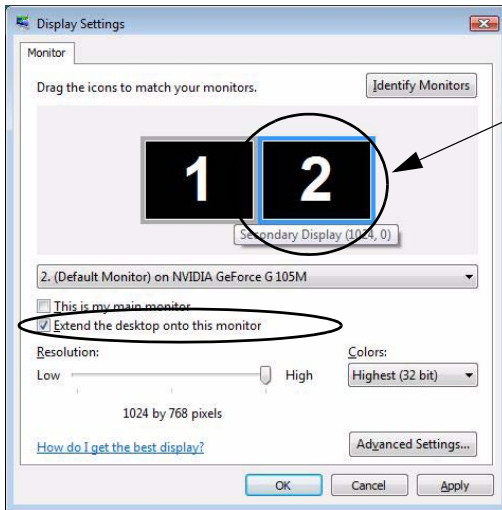 Display Settings
Monitor
Drag the icons to match your monitors.
Identify Monitors
1 2
Secondary Display (1024, 0)
2. (Default Monitor) on NVIDIA GeForce G 105M
This is my main monitor
Extend the desktop onto this monitor
Resolution:
Colors:
Low High
Highest (32 bit)
1024 by 768 pixels
How do I get the best display?
Advanced Settings...
OK Cancel Apply